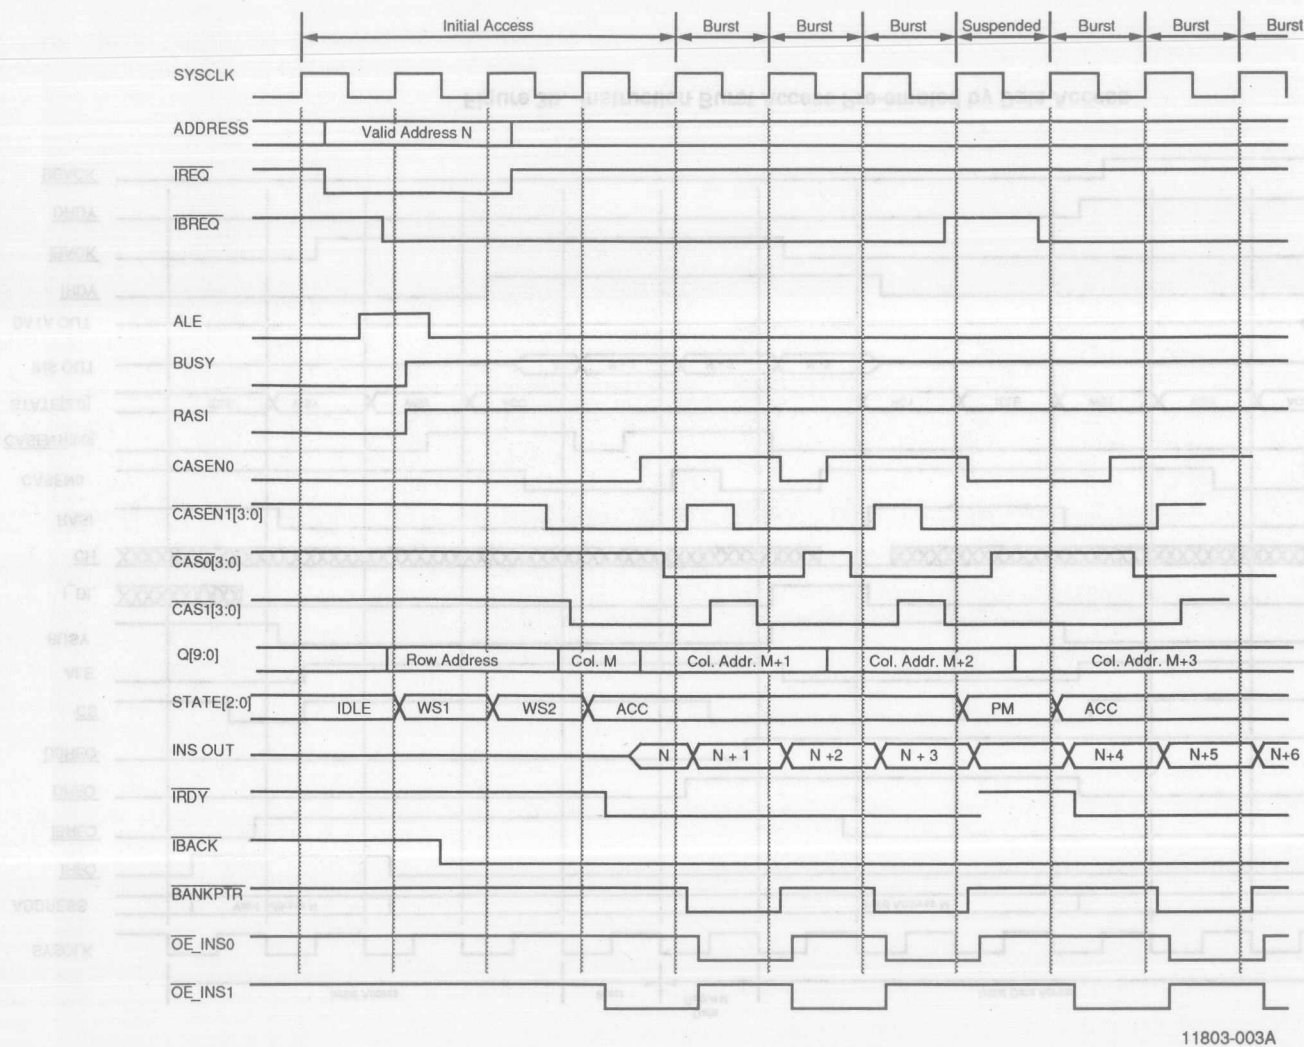 Initial Access Burst Burst Burst Suspended Burst Burst Burst
SYSCLK
ADDRESS Valid Address N
IREQ
IBREQ
ALE
BUSY
RASI
CASEN0
CASEN1[3:0]
CAS0[3:0]
CAS1[3:0]
Q[9:0] Row Address Col. M Col. Addr. M+1 Col. Addr. M+2 Col. Addr. M+3
STATE[2:0] IDLE WS1 WS2 ACC PM ACC
INS OUT N N + 1 N +2 N + 3 N+4 N+5 N+6
IRDY
IBACK
BANKPTR
OE_INS0
OE_INS1
11803-003A